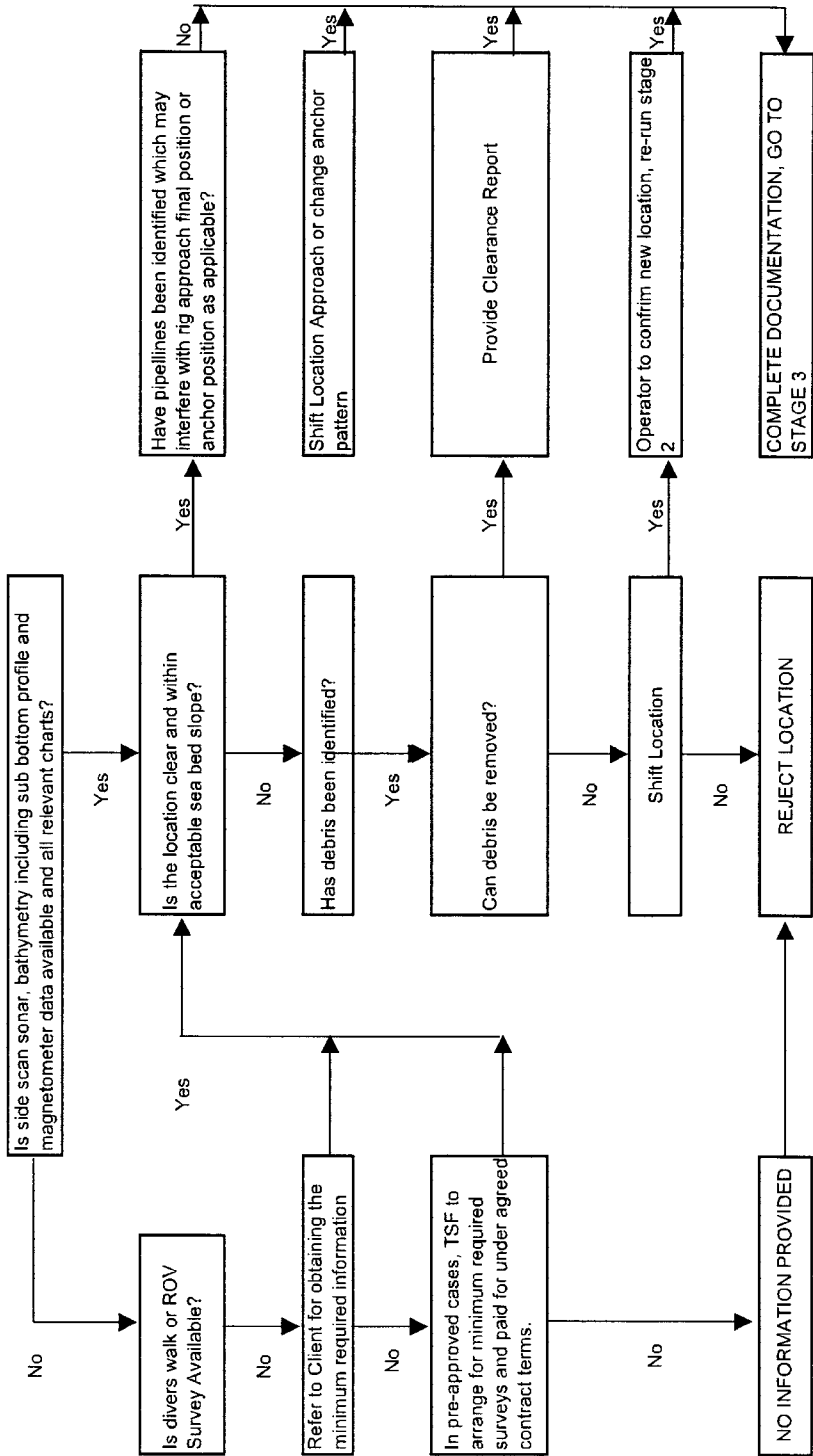 Is side scan sonar, bathymetry including sub bottom profile and
magnetometer data available and all relevant charts?
No
Yes
Is divers walk or ROV
Survey Available?
Yes
Is the location clear and within
acceptable sea bed slope?
Yes
Have pipellines been identified which may
interfere with rig approach final position or
anchor position as applicable?
No
No
No
Refer to Client for obtaining the
minimum required information
Has debris been identified?
Shift Location Approach or change anchor
pattern
Yes
No
Yes
In pre-approved cases, TSF to
arrange for minimum required
surveys and paid for under agreed
contract terms.
Can debris be removed?
Yes
Provide Clearance Report
Yes
No
No
Shift Location
Yes
Operator to confrim new location, re-run stage
2
Yes
No
NO INFORMATION PROVIDED
REJECT LOCATION
COMPLETE DOCUMENTATION, GO TO
STAGE 3